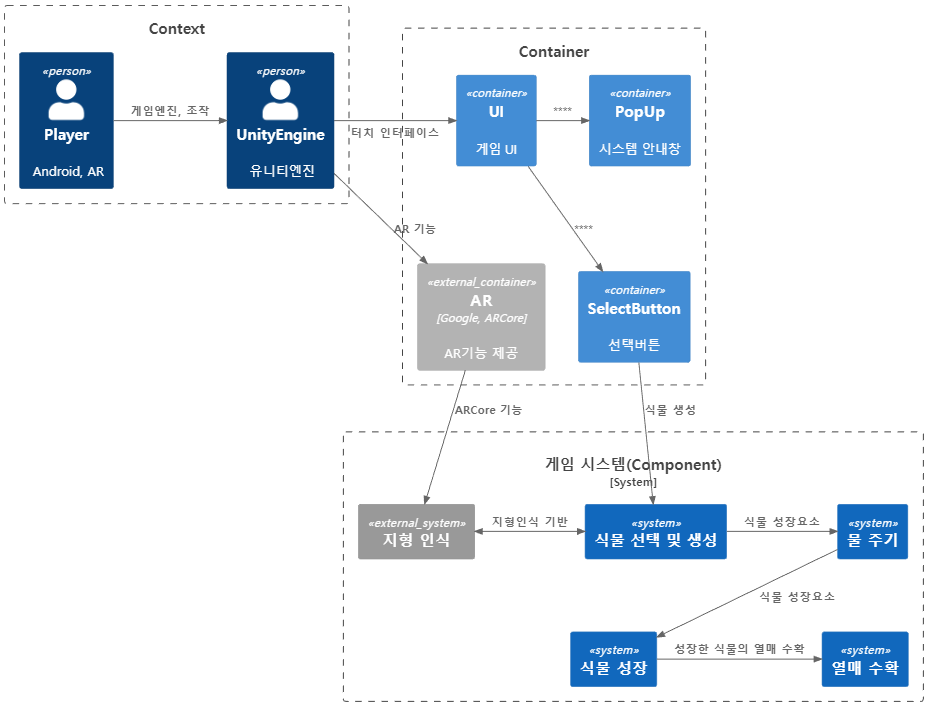 Context
«person»
Player
Android, AR
게임엔진, 조작
«person»
UnityEngine
유니티엔진
터치 인터페이스
AR 기능
Container
«container»
UI
게임 UI
****
«container»
PopUp
시스템 안내창
****
«external_container»
AR
[Google, ARCore]
AR기능 제공
«container»
SelectButton
선택버튼
ARCore 기능
식물 생성
게임 시스템(Component)
[System]
«external_system»
지형 인식
지형인식 기반
«system»
식물 선택 및 생성
식물 성장요소
«system»
물 주기
식물 성장요소
«system»
식물 성장
성장한 식물의 열매 수확
«system»
열매 수확